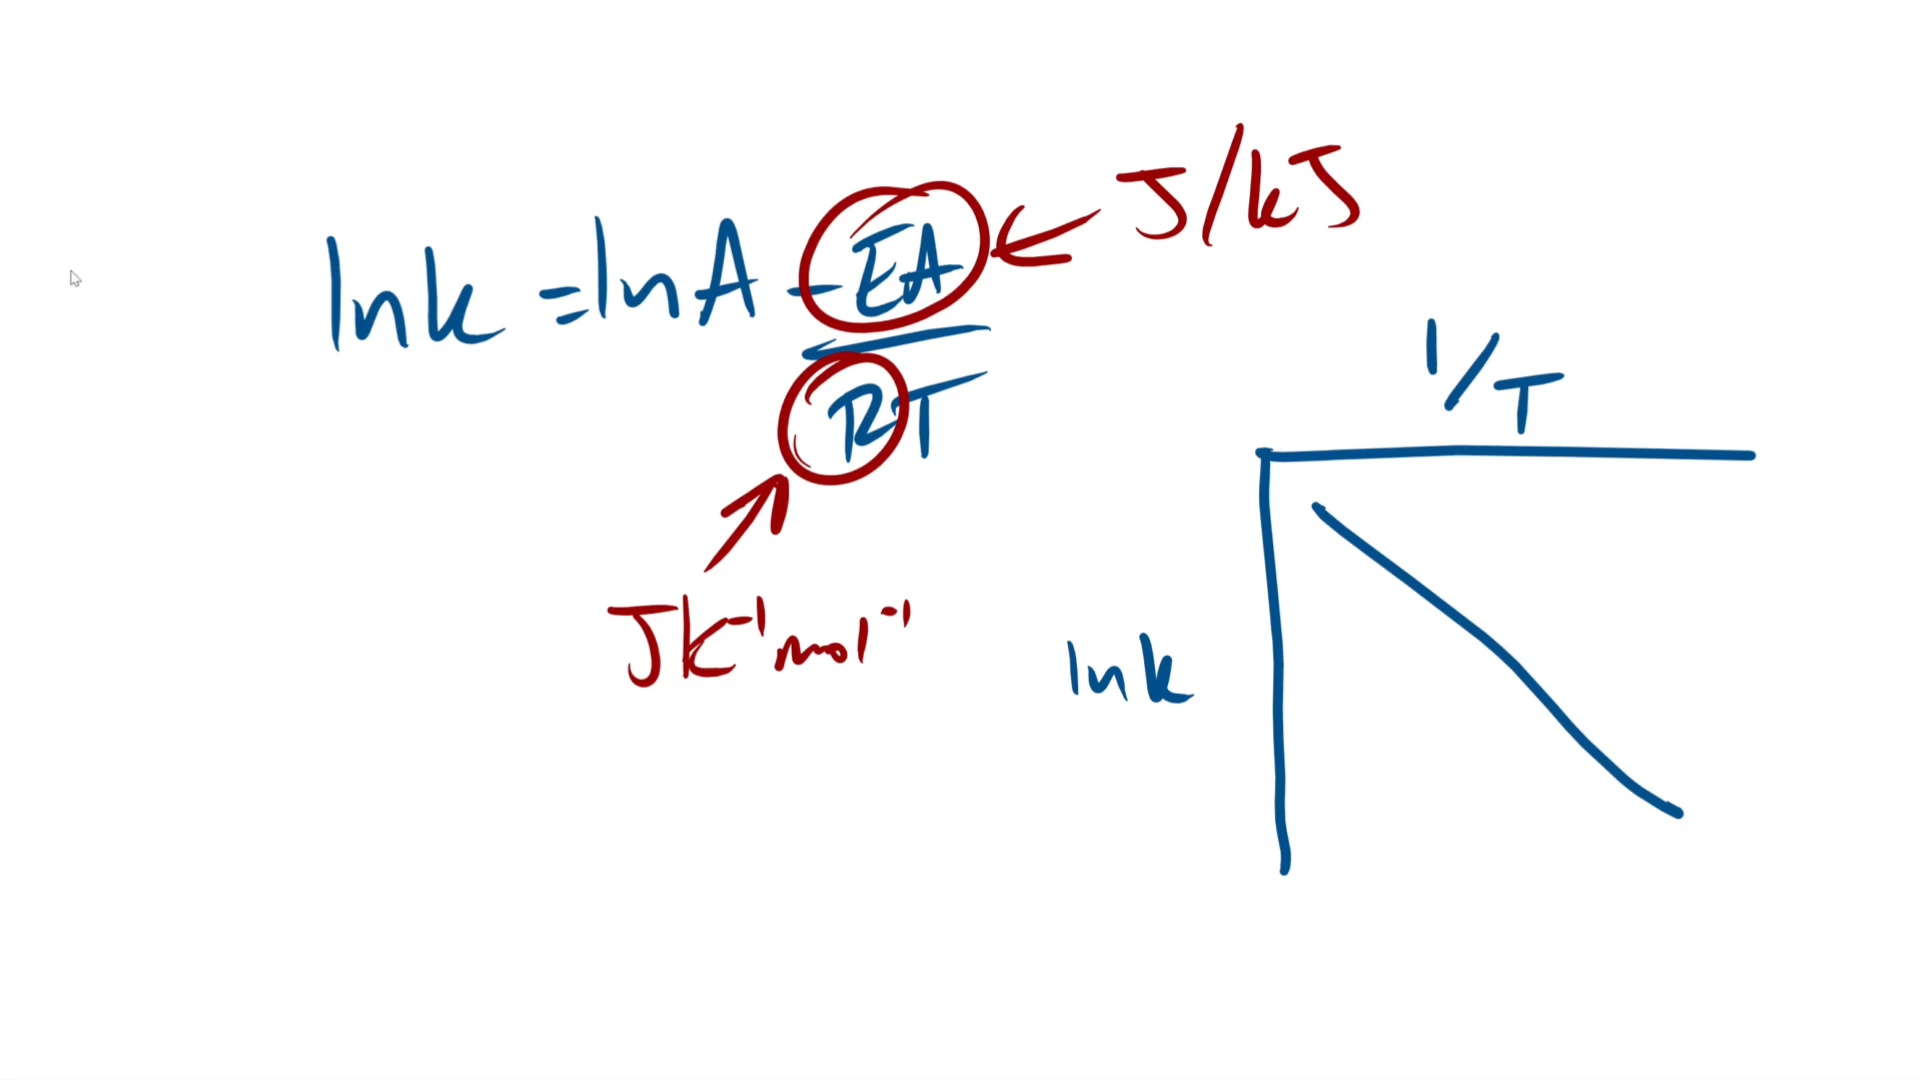 lnk = lnA - EA
RT
J/kJ
JK⁻¹mol⁻¹
1/T
lnk